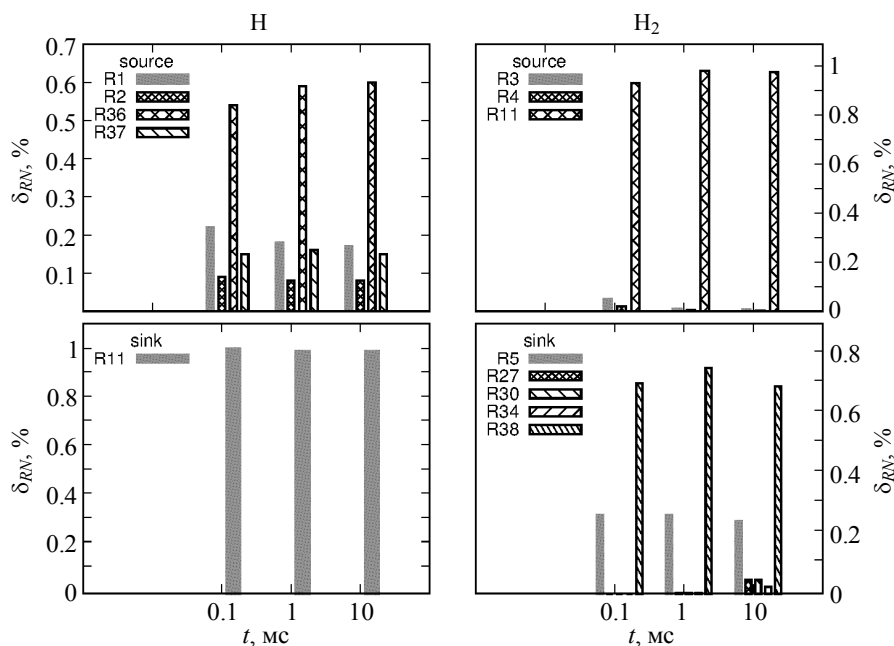 H
0.7
0.6
0.5
0.4
0.3
0.2
0.1
δRN, %
source
R1
R2
R36
R37
H2
source
R3
R4
R11
1
0.8
0.6
0.4
0.2
0
δRN, %
1
0.8
0.6
0.4
0.2
0
δRN, %
sink
R11
0.1 1 10
t, мс
sink
R5
R27
R30
R34
R38
0.8
0.6
0.4
0.2
0
δRN, %
0.1 1 10
t, мс